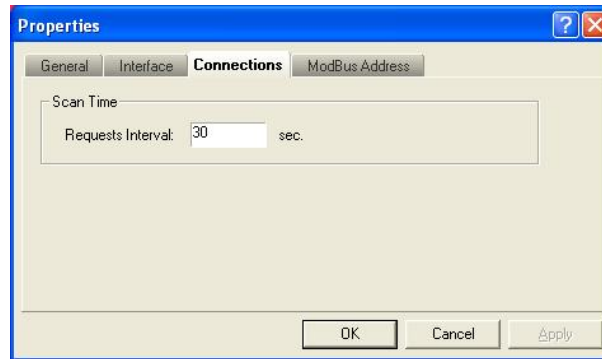 Properties
General Interface Connections ModBus Address
Scan Time
Requests Interval: 30 sec.
OK Cancel Apply